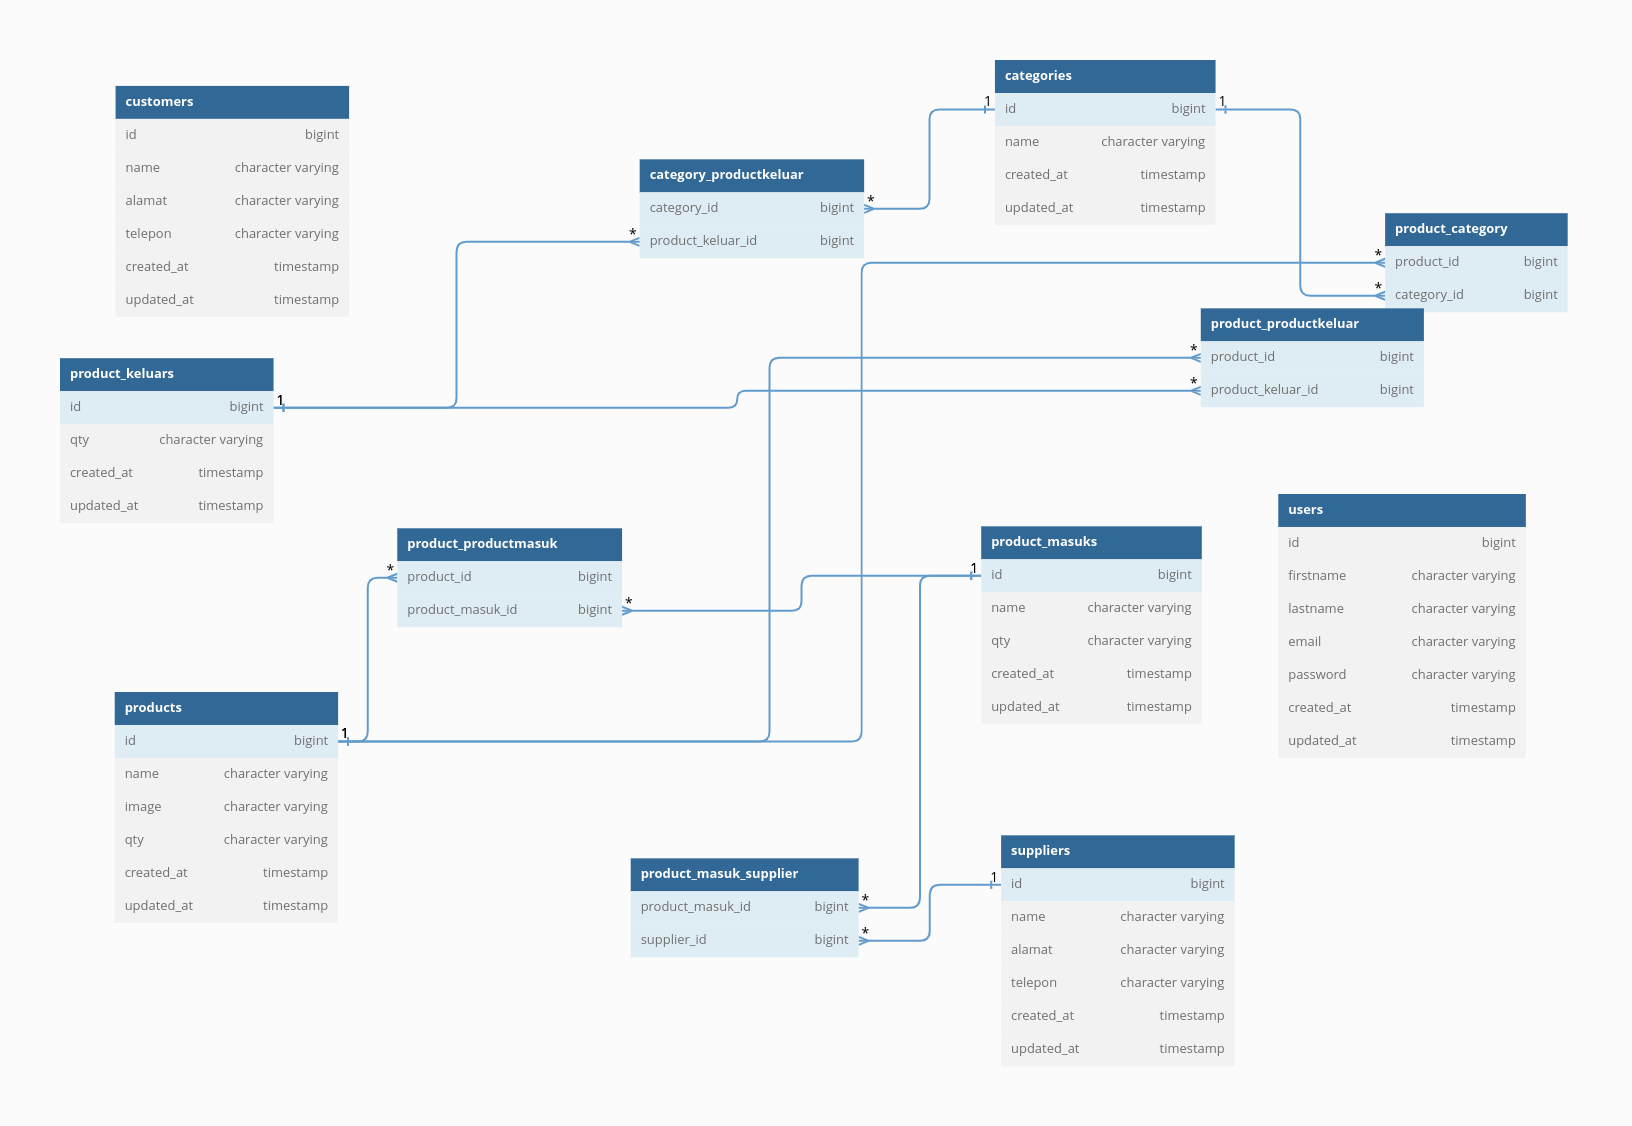 customers
id bigint
name character varying
alamat character varying
telepon character varying
created_at timestamp
updated_at timestamp
categories
1 id bigint 1
name character varying
created_at timestamp
updated_at timestamp
category_productkeluar
category_id bigint *
* product_keluar_id bigint
product_category
* product_id bigint
* category_id bigint
product_productkeluar
* product_id bigint
* product_keluar_id bigint
product_keluars
id bigint 1
qty character varying
created_at timestamp
updated_at timestamp
product_productmasuk
* product_id bigint
product_masuk_id bigint *
product_masuks
1 id bigint
name character varying
qty character varying
created_at timestamp
updated_at timestamp
users
id bigint
firstname character varying
lastname character varying
email character varying
password character varying
created_at timestamp
updated_at timestamp
products
id bigint 1
name character varying
image character varying
qty character varying
created_at timestamp
updated_at timestamp
product_masuk_supplier
product_masuk_id bigint *
supplier_id bigint *
suppliers
1 id bigint
name character varying
alamat character varying
telepon character varying
created_at timestamp
updated_at timestamp